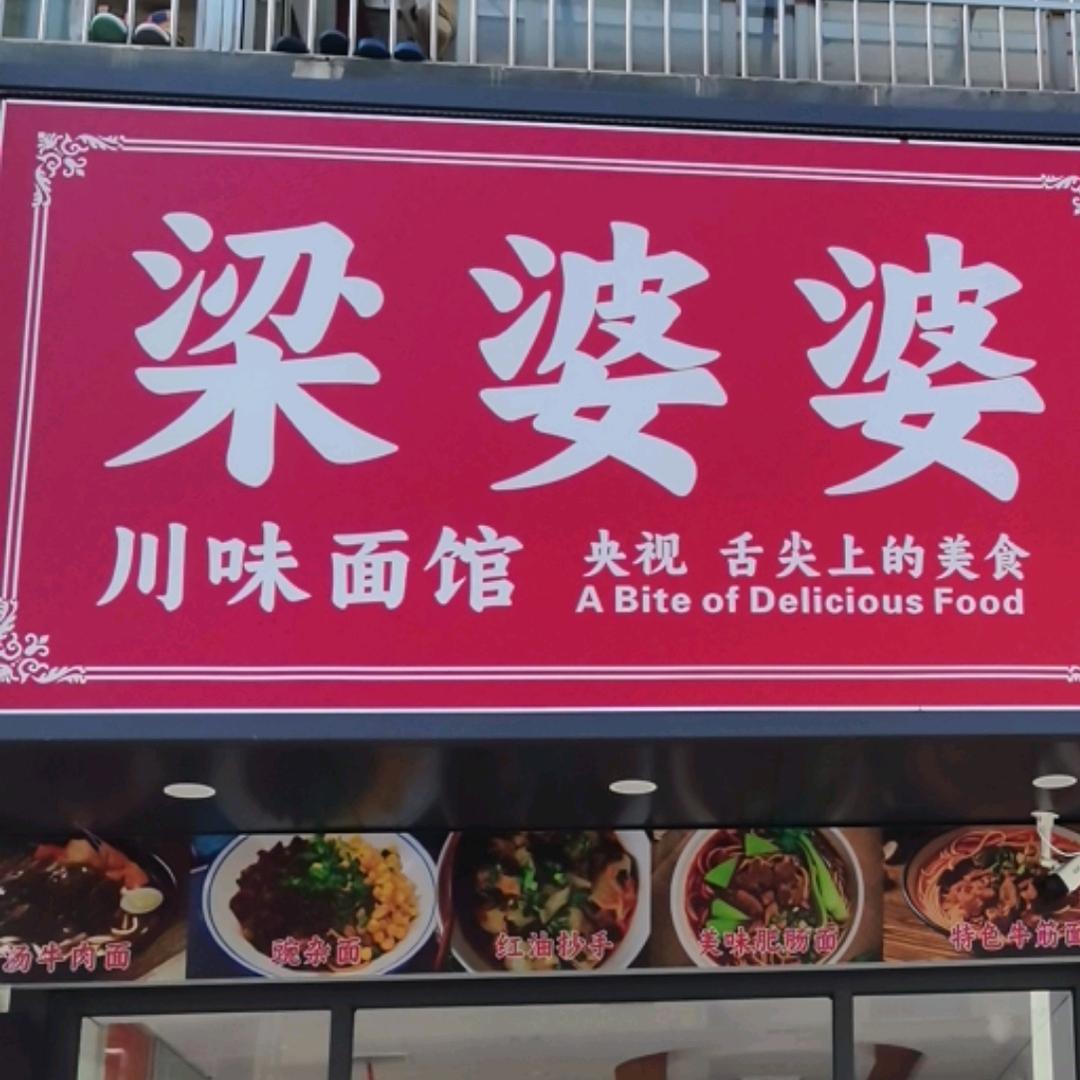 梁婆婆
川味面馆
央视 舌尖上的美食
A Bite of Delicious Food
汤牛肉面 豌杂面 红油抄手 美味肥肠面 特色牛筋面